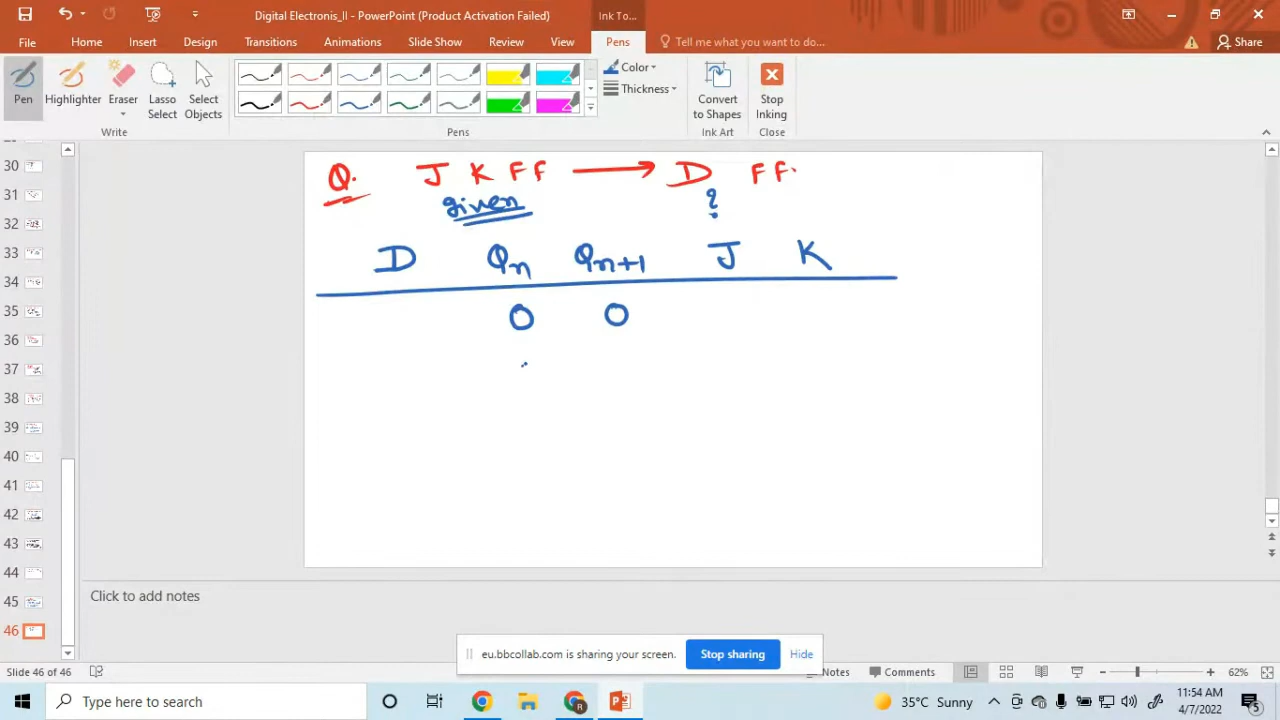 Digital Electronis_II - PowerPoint (Product Activation Failed)
Ink To...
File Home Insert Design Transitions Animations Slide Show Review View Pens Tell me what you want to do... Share
Pen Highlighter Eraser Lasso Select Select Objects
Color
Thickness
Convert to Shapes
Stop Inking
Write Pens Ink Art Close
30
31
32
33
34
35
36
37
38
39
40
41
42
43
44
45
46
Q. J K FF → D FF.
given ?
D Qn Qn+1 J K
0 0
Click to add notes
eu.bbcollab.com is sharing your screen. Stop sharing Hide
Slide 46 of 46 Notes Comments 62%
Type here to search
35°C Sunny
11:54 AM
4/7/2022
5